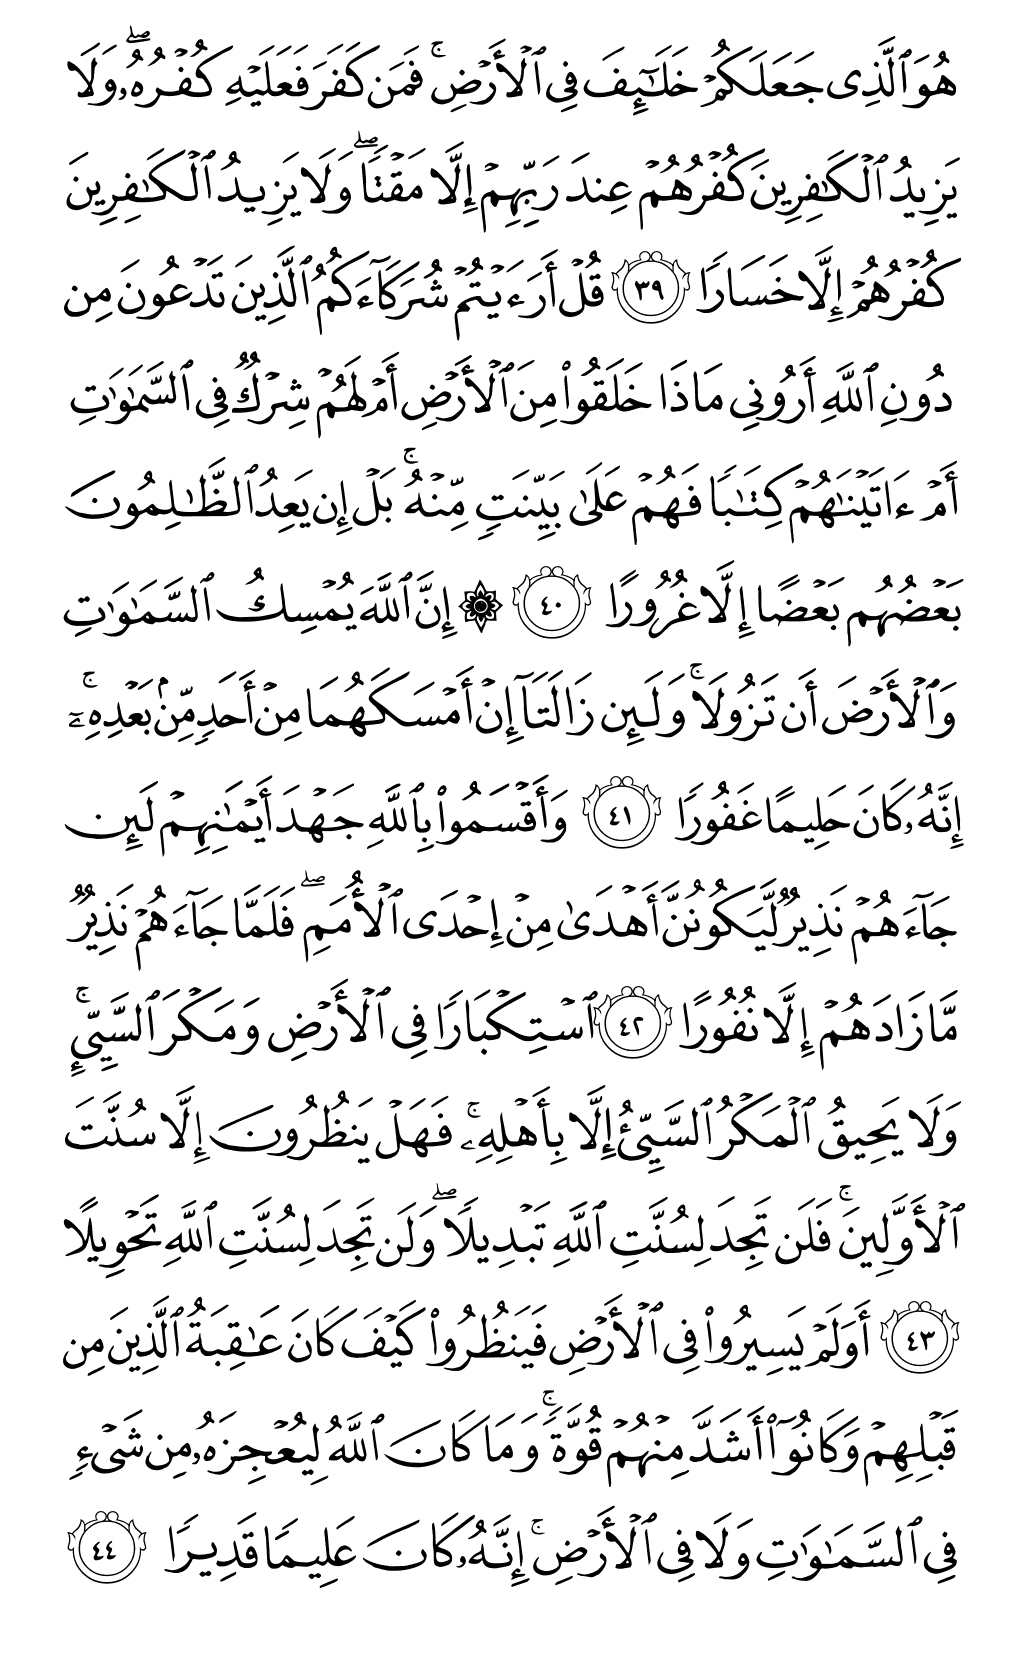 هُوَ ٱلَّذِى جَعَلَكُمْ خَلَـٰٓئِفَ فِى ٱلْأَرْضِ ۚ فَمَن كَفَرَ فَعَلَيْهِ كُفْرُهُۥ ۖ وَلَا
يَزِيدُ ٱلْكَـٰفِرِينَ كُفْرُهُمْ عِندَ رَبِّهِمْ إِلَّا مَقْتًا ۖ وَلَا يَزِيدُ ٱلْكَـٰفِرِينَ
كُفْرُهُمْ إِلَّا خَسَارًا ٣٩ قُلْ أَرَءَيْتُمْ شُرَكَآءَكُمُ ٱلَّذِينَ تَدْعُونَ مِن
دُونِ ٱللَّهِ أَرُونِى مَاذَا خَلَقُوا۟ مِنَ ٱلْأَرْضِ أَمْ لَهُمْ شِرْكٌ فِى ٱلسَّمَـٰوَٰتِ
أَمْ ءَاتَيْنَـٰهُمْ كِتَـٰبًا فَهُمْ عَلَىٰ بَيِّنَتٍ مِّنْهُ ۚ بَلْ إِن يَعِدُ ٱلظَّـٰلِمُونَ
بَعْضُهُم بَعْضًا إِلَّا غُرُورًا ٤٠ ۞ إِنَّ ٱللَّهَ يُمْسِكُ ٱلسَّمَـٰوَٰتِ
وَٱلْأَرْضَ أَن تَزُولَا ۚ وَلَئِن زَالَتَآ إِنْ أَمْسَكَهُمَا مِنْ أَحَدٍ مِّنۢ بَعْدِهِۦٓ ۚ
إِنَّهُۥ كَانَ حَلِيمًا غَفُورًا ٤١ وَأَقْسَمُوا۟ بِٱللَّهِ جَهْدَ أَيْمَـٰنِهِمْ لَئِن
جَآءَهُمْ نَذِيرٌ لَّيَكُونُنَّ أَهْدَىٰ مِنْ إِحْدَى ٱلْأُمَمِ ۖ فَلَمَّا جَآءَهُمْ نَذِيرٌ
مَّا زَادَهُمْ إِلَّا نُفُورًا ٤٢ ٱسْتِكْبَارًا فِى ٱلْأَرْضِ وَمَكْرَ ٱلسَّيِّئِ ۚ
وَلَا يَحِيقُ ٱلْمَكْرُ ٱلسَّيِّئُ إِلَّا بِأَهْلِهِۦ ۚ فَهَلْ يَنظُرُونَ إِلَّا سُنَّتَ
ٱلْأَوَّلِينَ ۚ فَلَن تَجِدَ لِسُنَّتِ ٱللَّهِ تَبْدِيلًا ۖ وَلَن تَجِدَ لِسُنَّتِ ٱللَّهِ تَحْوِيلًا
٤٣ أَوَلَمْ يَسِيرُوا۟ فِى ٱلْأَرْضِ فَيَنظُرُوا۟ كَيْفَ كَانَ عَـٰقِبَةُ ٱلَّذِينَ مِن
قَبْلِهِمْ وَكَانُوٓا۟ أَشَدَّ مِنْهُمْ قُوَّةً ۚ وَمَا كَانَ ٱللَّهُ لِيُعْجِزَهُۥ مِن شَىْءٍ
فِى ٱلسَّمَـٰوَٰتِ وَلَا فِى ٱلْأَرْضِ ۚ إِنَّهُۥ كَانَ عَلِيمًا قَدِيرًا ٤٤